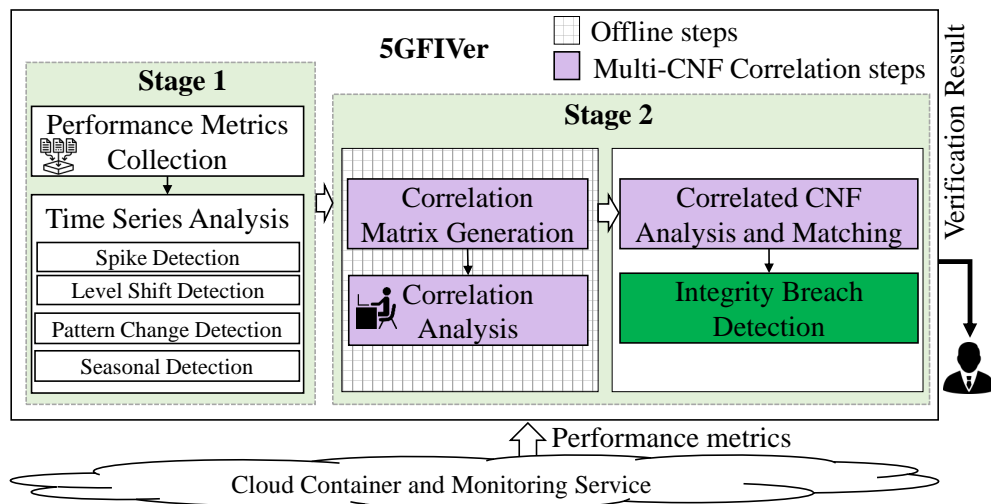 5GFIVer
Offline steps
Multi-CNF Correlation steps
Stage 1
Performance Metrics
Collection
Time Series Analysis
Spike Detection
Level Shift Detection
Pattern Change Detection
Seasonal Detection
Stage 2
Correlation
Matrix Generation
Correlation
Analysis
Correlated CNF
Analysis and Matching
Integrity Breach
Detection
Verification Result
Performance metrics
Cloud Container and Monitoring Service